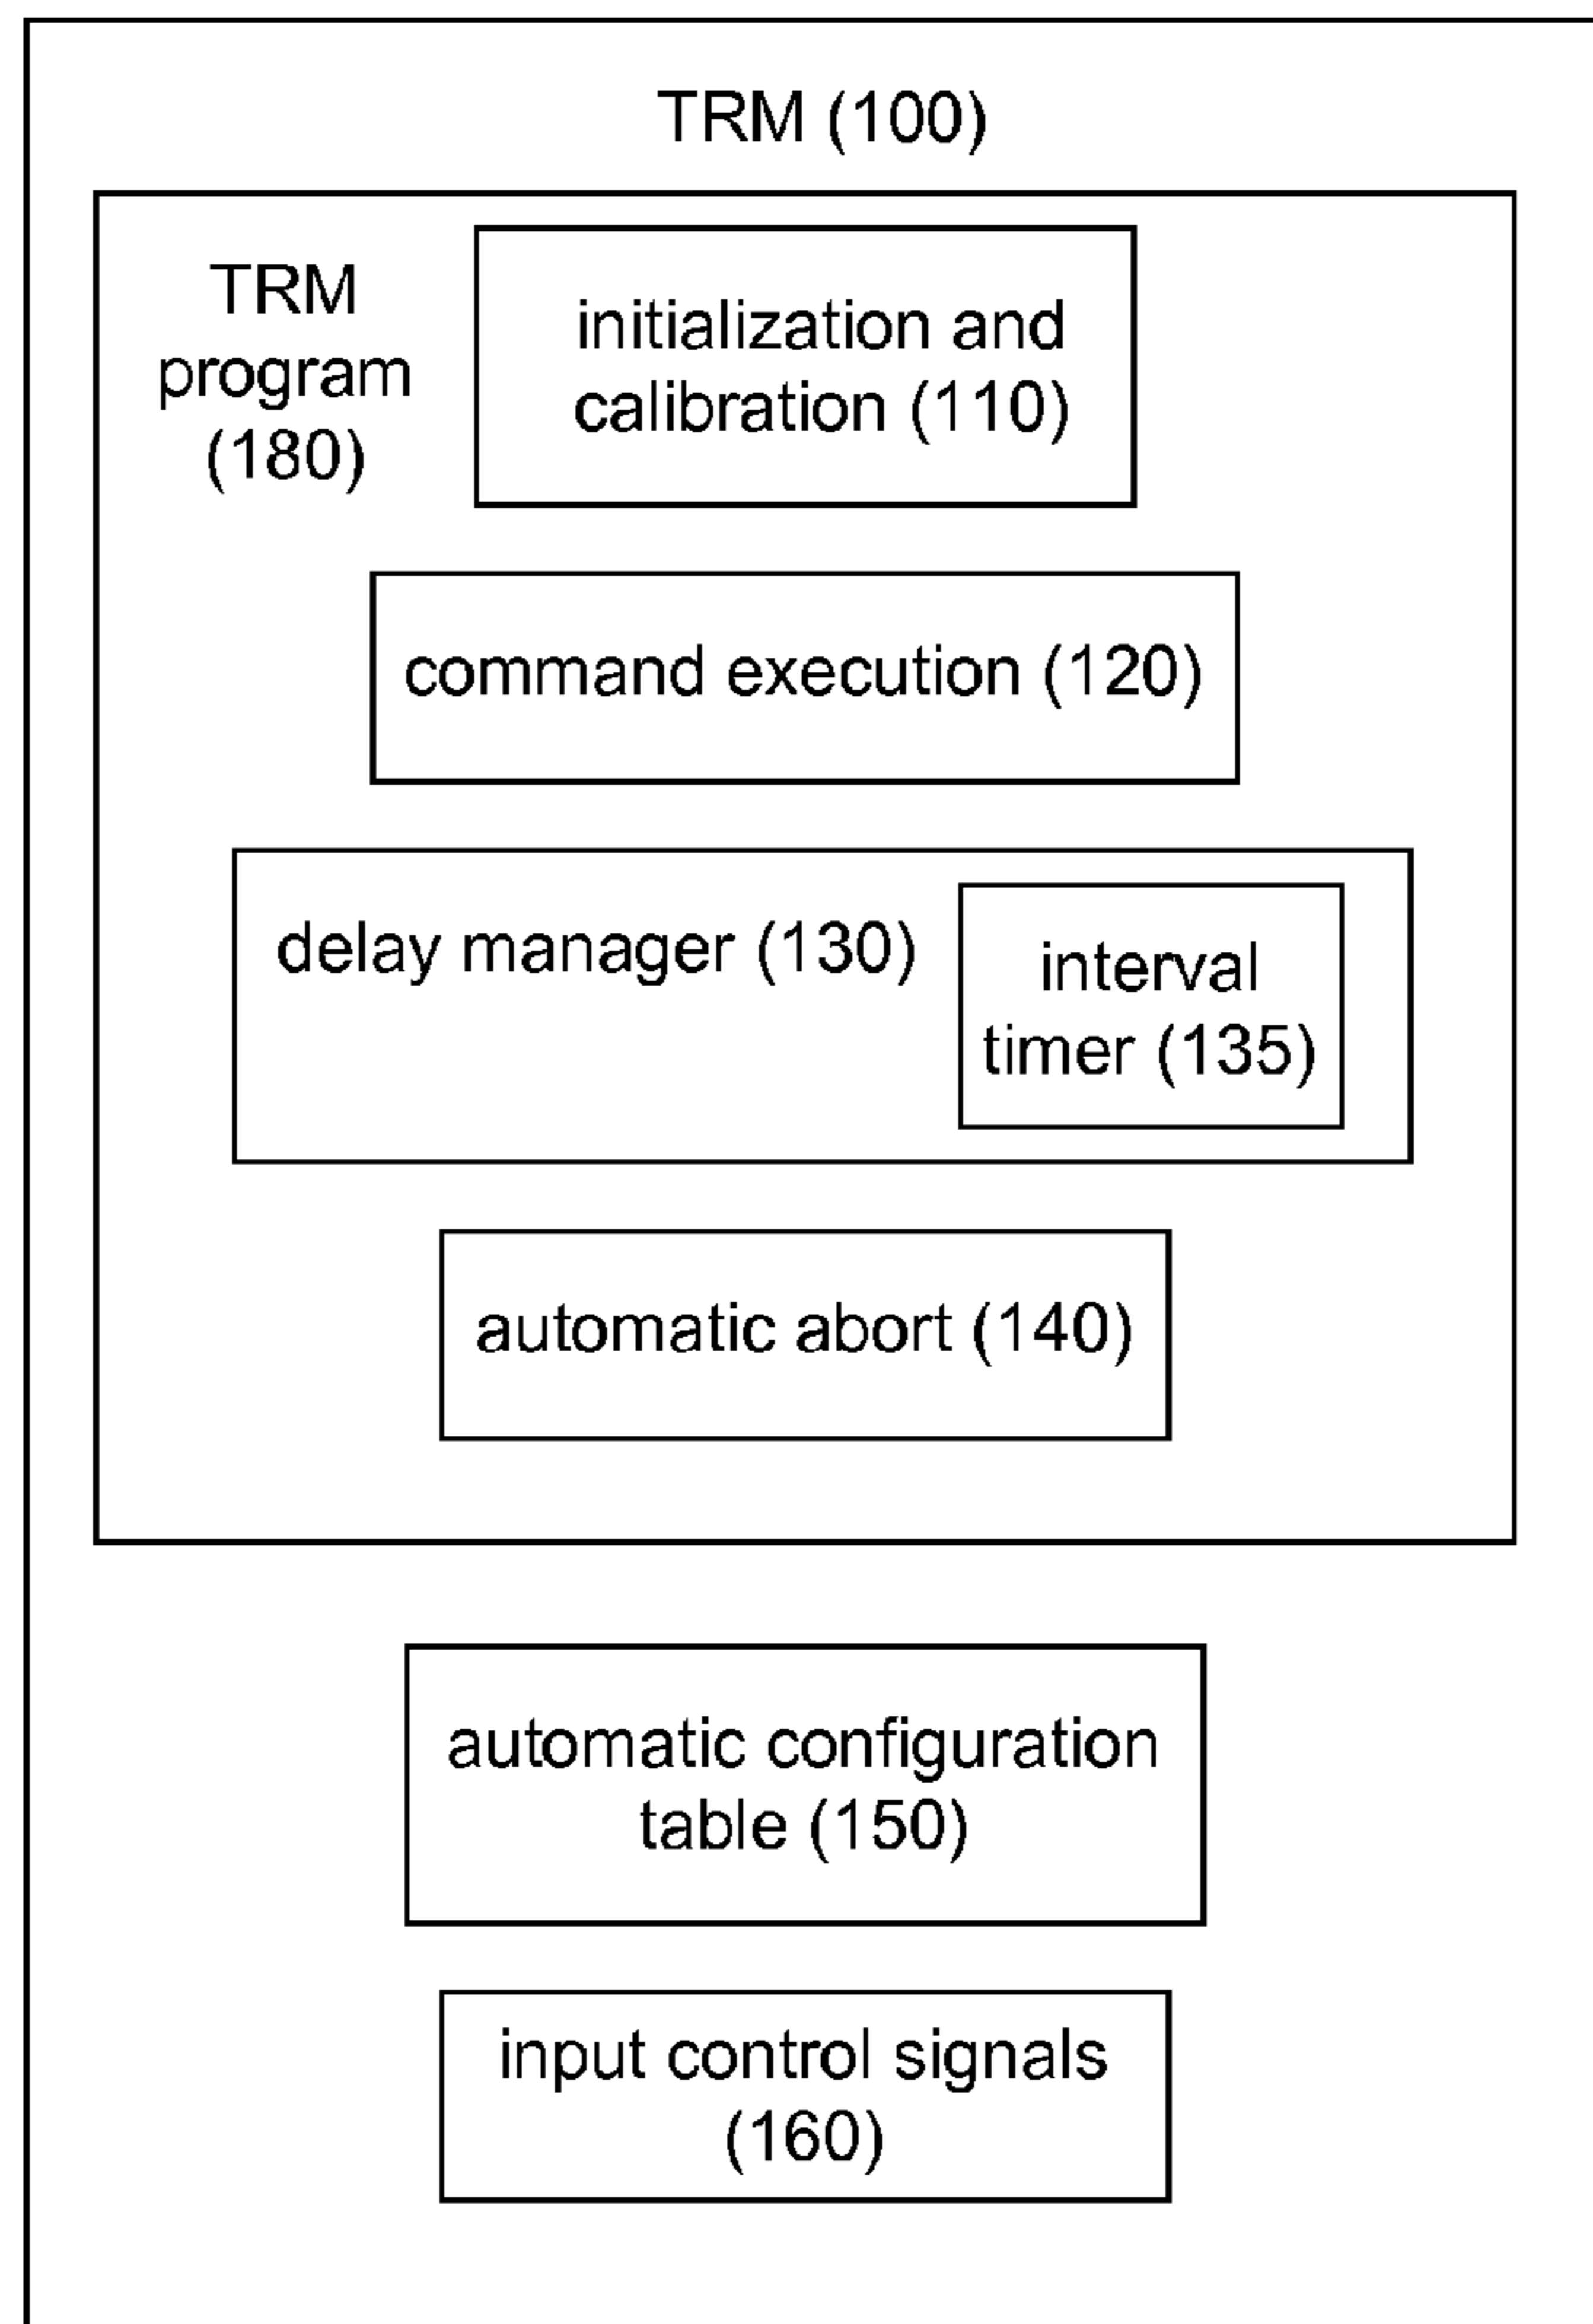 TRM (100)
TRM
program
(180)
initialization and
calibration (110)
command execution (120)
delay manager (130)
interval
timer (135)
automatic abort (140)
automatic configuration
table (150)
input control signals
(160)